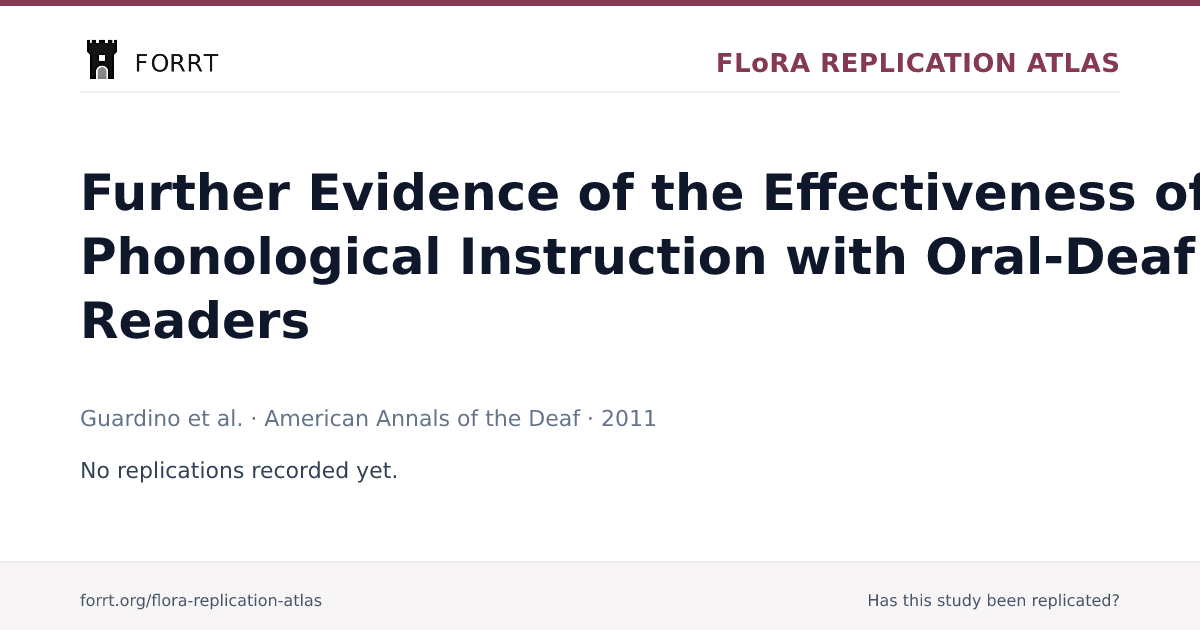 FORRT
FLoRA REPLICATION ATLAS
Further Evidence of the Effectiveness of
Phonological Instruction with Oral-Deaf
Readers
Guardino et al. · American Annals of the Deaf · 2011
No replications recorded yet.
forrt.org/flora-replication-atlas
Has this study been replicated?